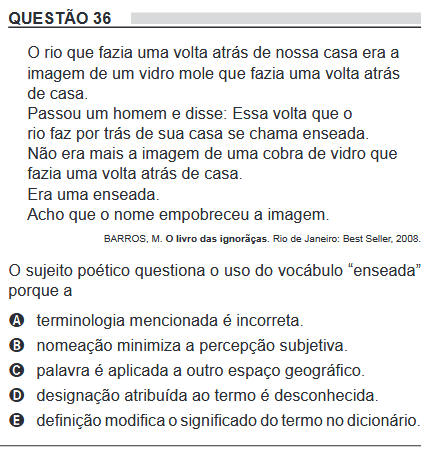 QUESTÃO 36
O rio que fazia uma volta atrás de nossa casa era a
imagem de um vidro mole que fazia uma volta atrás
de casa.
Passou um homem e disse: Essa volta que o
rio faz por trás de sua casa se chama enseada.
Não era mais a imagem de uma cobra de vidro que
fazia uma volta atrás de casa.
Era uma enseada.
Acho que o nome empobreceu a imagem.
BARROS, M. O livro das ignorãças. Rio de Janeiro: Best Seller, 2008.
O sujeito poético questiona o uso do vocábulo “enseada”
porque a
A terminologia mencionada é incorreta.
B nomeação minimiza a percepção subjetiva.
C palavra é aplicada a outro espaço geográfico.
D designação atribuída ao termo é desconhecida.
E definição modifica o significado do termo no dicionário.